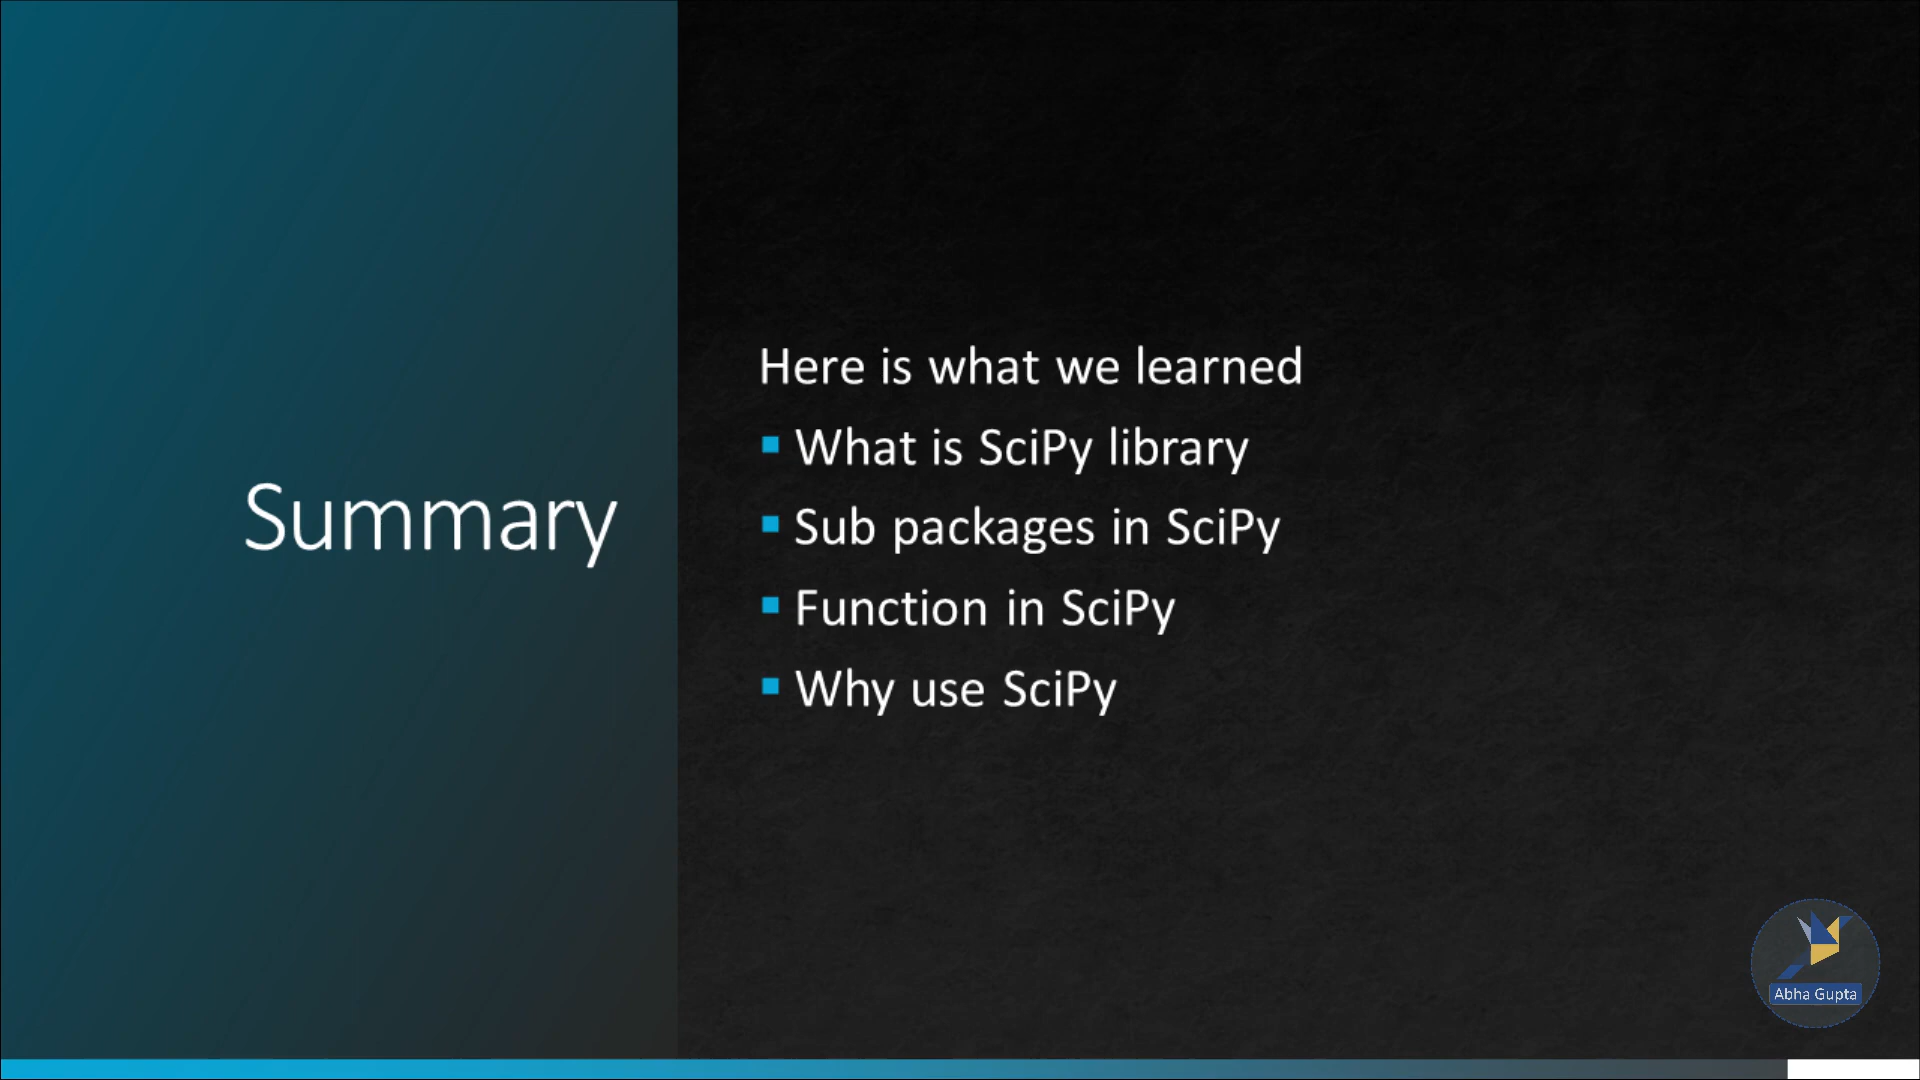 Summary
Here is what we learned
What is SciPy library
Sub packages in SciPy
Function in SciPy
Why use SciPy
Abha Gupta